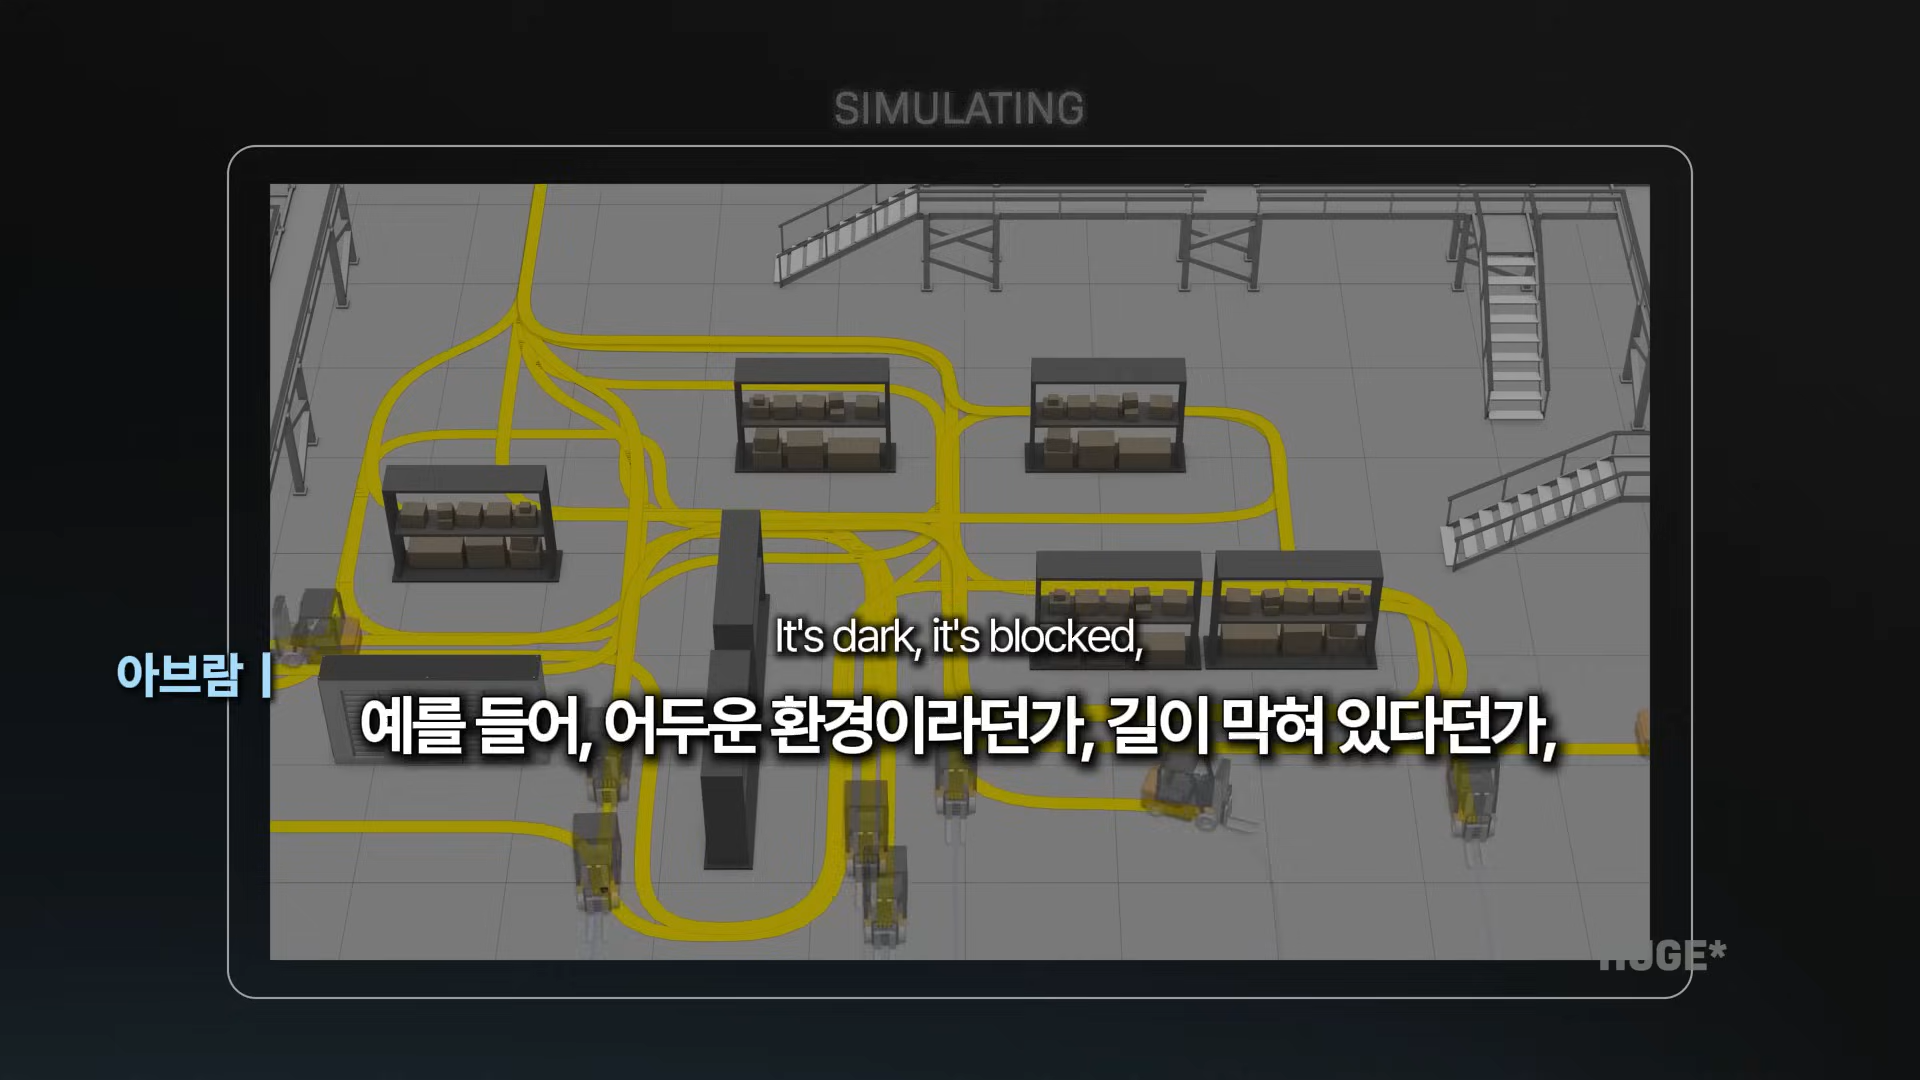 SIMULATING
It's dark, it's blocked,
아브람 |
예를 들어, 어두운 환경이라던가, 길이 막혀 있다던가,
HUGE*